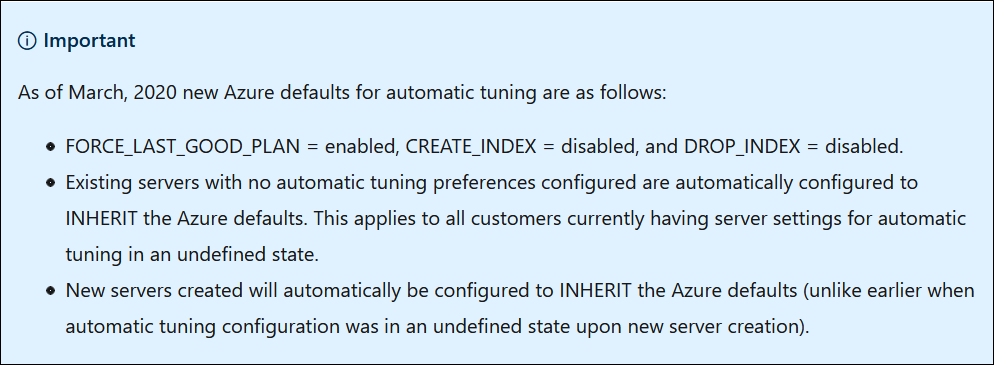 Important
As of March, 2020 new Azure defaults for automatic tuning are as follows:
FORCE_LAST_GOOD_PLAN = enabled, CREATE_INDEX = disabled, and DROP_INDEX = disabled.
Existing servers with no automatic tuning preferences configured are automatically configured to
INHERIT the Azure defaults. This applies to all customers currently having server settings for automatic
tuning in an undefined state.
New servers created will automatically be configured to INHERIT the Azure defaults (unlike earlier when
automatic tuning configuration was in an undefined state upon new server creation).